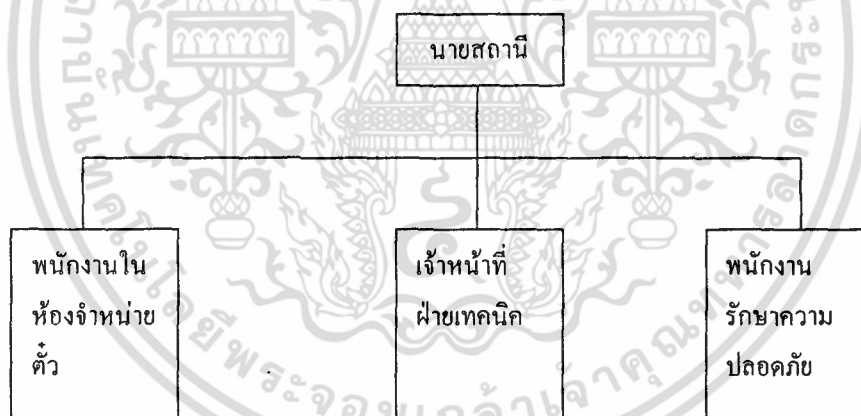 นายสถานี
พนักงานใน
ห้องจำหน่าย
ตั๋ว
เจ้าหน้าที่
ฝ่ายเทคนิค
พนักงาน
รักษาความ
ปลอดภัย